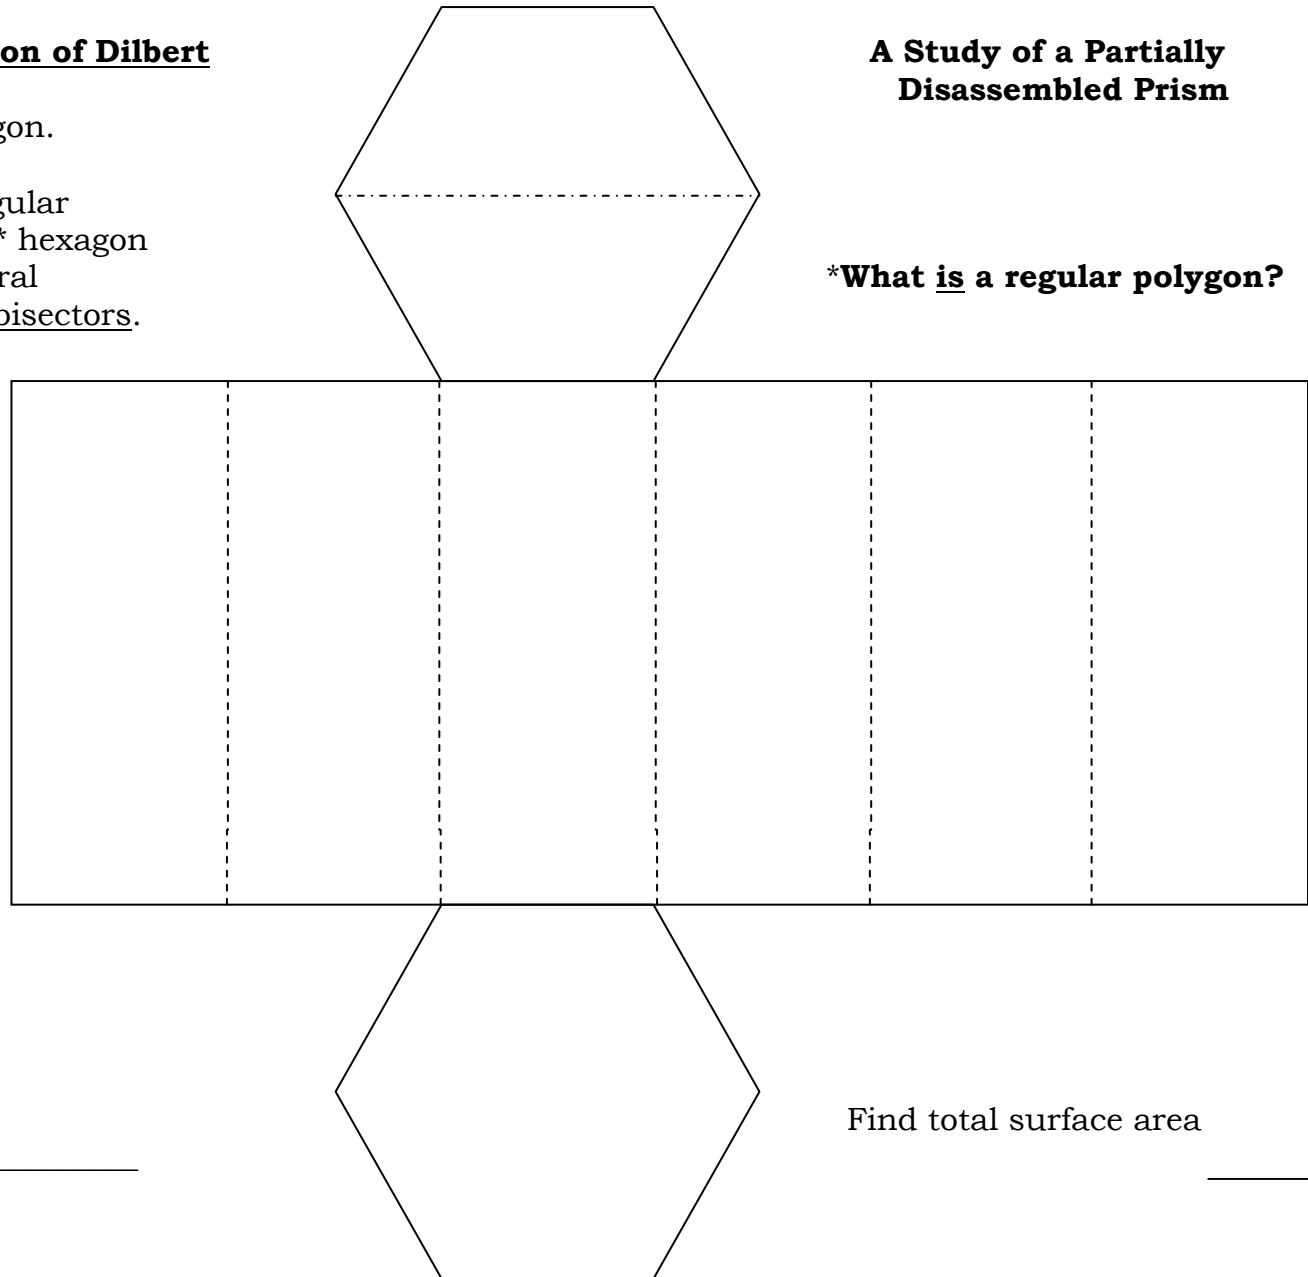 on of Dilbert
gon.
gular
* hexagon
ral
bisectors.
A Study of a Partially
Disassembled Prism
*What is a regular polygon?
Find total surface area